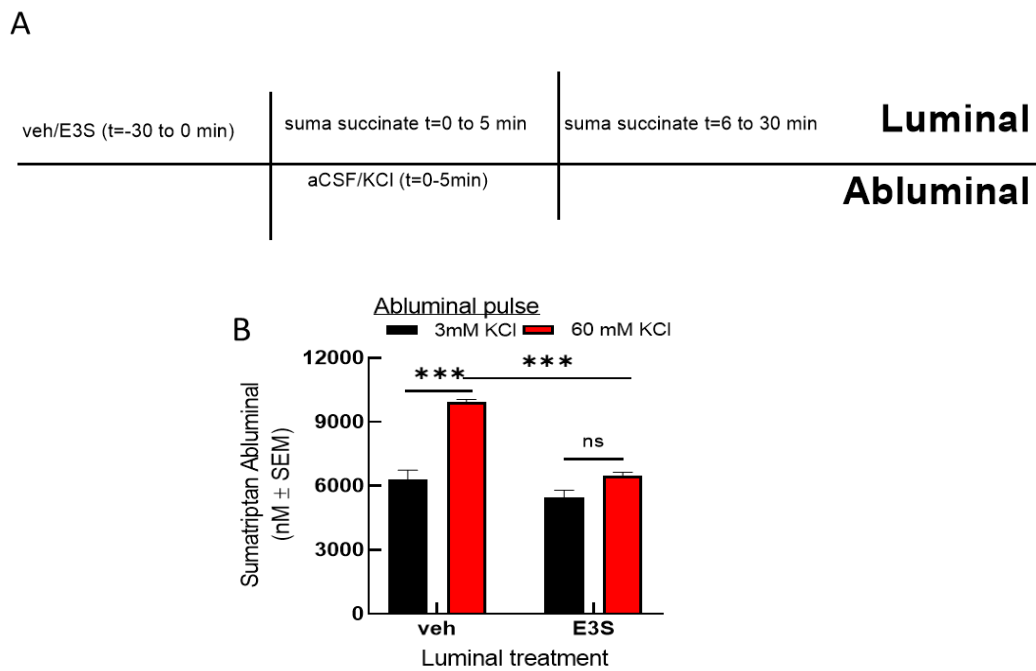 A
veh/E3S (t=-30 to 0 min)
suma succinate t=0 to 5 min
suma succinate t=6 to 30 min
Luminal
aCSF/KCl (t=0-5min)
Abluminal
B
Abluminal pulse
3mM KCl
60 mM KCl
12000
9000
6000
3000
0
Sumatriptan Abluminal
(nM ± SEM)
***
***
ns
veh
E3S
Luminal treatment